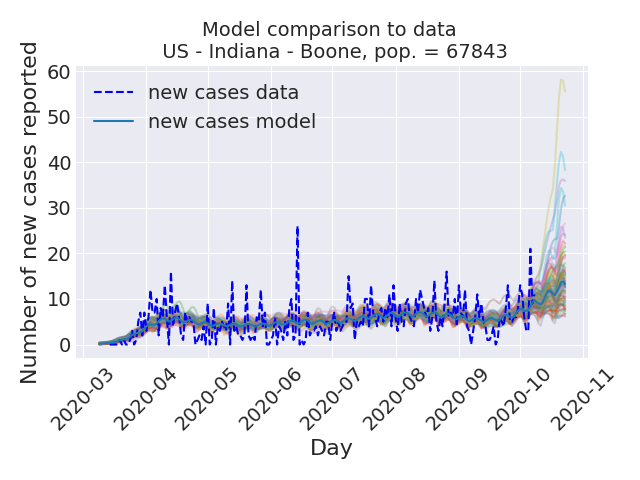 Model comparison to data
US - Indiana - Boone, pop. = 67843
Number of new cases reported
60
50
40
30
20
10
0
new cases data
new cases model
2020-03
2020-04
2020-05
2020-06
2020-07
2020-08
2020-09
2020-10
2020-11
Day